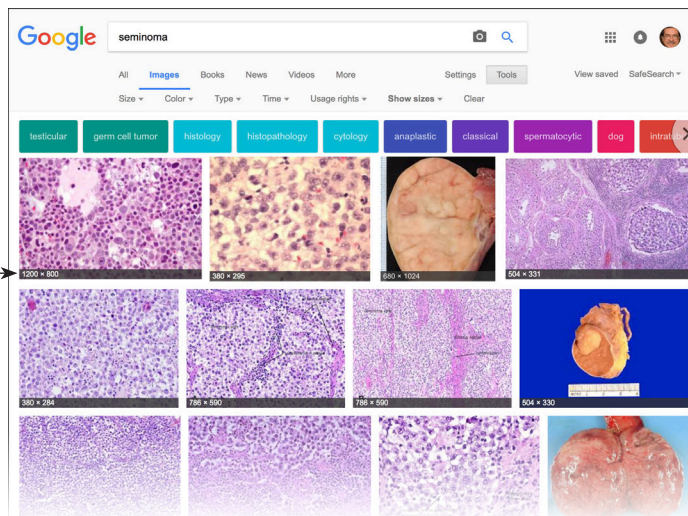 Google
seminoma
All Images Books News Videos More Settings Tools View saved SafeSearch
Size Color Type Time Usage rights Show sizes Clear
testicular germ cell tumor histology histopathology cytology anaplastic classical spermatocytic dog intratub
1200 × 800 380 × 295 680 × 1024 504 × 331
380 × 284 786 × 590 786 × 590 504 × 330